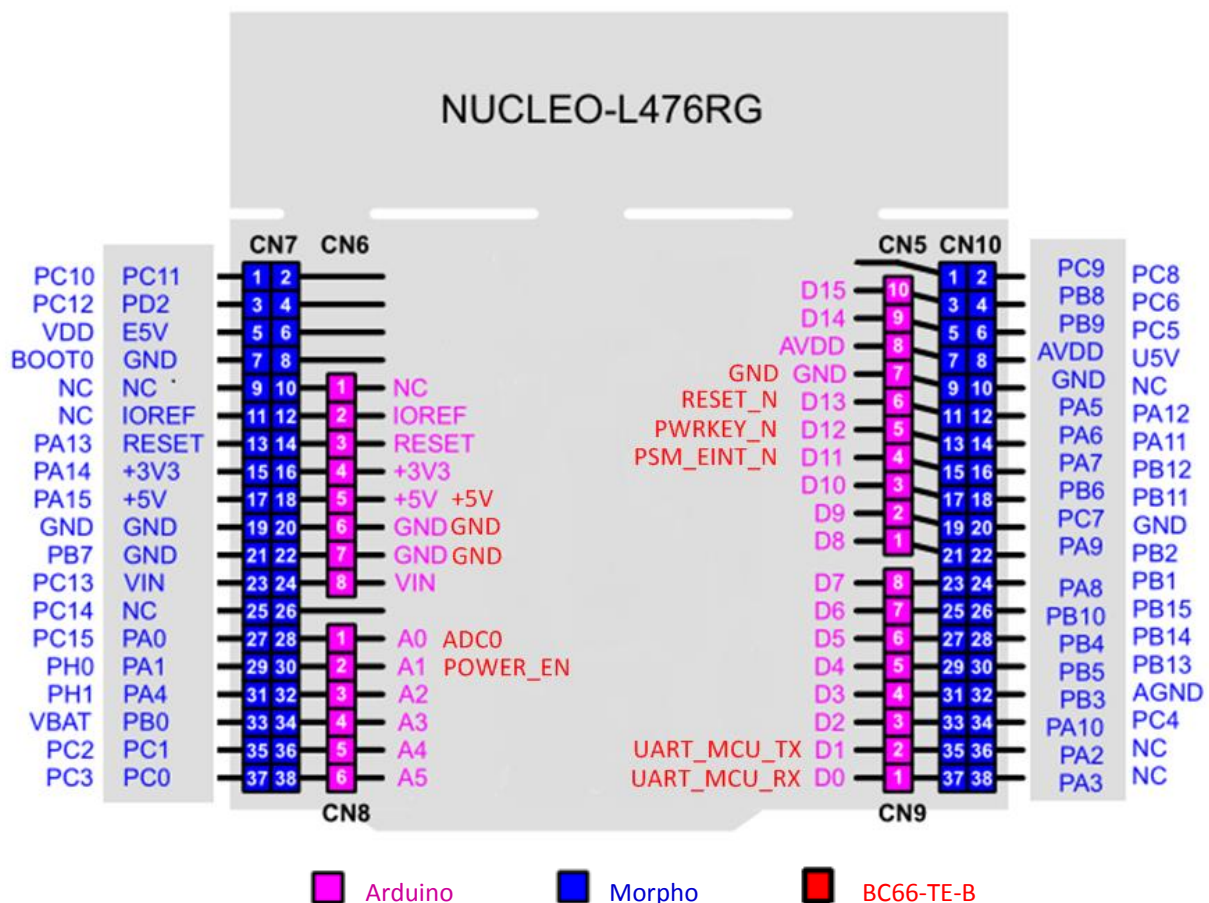 NUCLEO-L476RG
CN7 CN6 CN5 CN10
PC10 PC11 1 2 1 2 PC9 PC8
PC12 PD2 3 4 D15 10 3 4 PB8 PC6
VDD E5V 5 6 D14 9 5 6 PB9 PC5
BOOT0 GND 7 8 AVDD 8 7 8 AVDD U5V
NC NC 9 10 1 NC GND GND 7 9 10 GND NC
NC IOREF 11 12 2 IOREF RESET_N D13 6 11 12 PA5 PA12
PA13 RESET 13 14 3 RESET PWRKEY_N D12 5 13 14 PA6 PA11
PA14 +3V3 15 16 4 +3V3 PSM_EINT_N D11 4 15 16 PA7 PB12
PA15 +5V 17 18 5 +5V +5V D10 3 17 18 PB6 PB11
GND GND 19 20 6 GND GND D9 2 19 20 PC7 GND
PB7 GND 21 22 7 GND GND D8 1 21 22 PA9 PB2
PC13 VIN 23 24 8 VIN D7 8 23 24 PA8 PB1
PC14 NC 25 26 D6 7 25 26 PB10 PB15
PC15 PA0 27 28 1 A0 ADC0 D5 6 27 28 PB4 PB14
PH0 PA1 29 30 2 A1 POWER_EN D4 5 29 30 PB5 PB13
PH1 PA4 31 32 3 A2 D3 4 31 32 PB3 AGND
VBAT PB0 33 34 4 A3 D2 3 33 34 PA10 PC4
PC2 PC1 35 36 5 A4 UART_MCU_TX D1 2 35 36 PA2 NC
PC3 PC0 37 38 6 A5 UART_MCU_RX D0 1 37 38 PA3 NC
CN8 CN9
Arduino Morpho BC66-TE-B